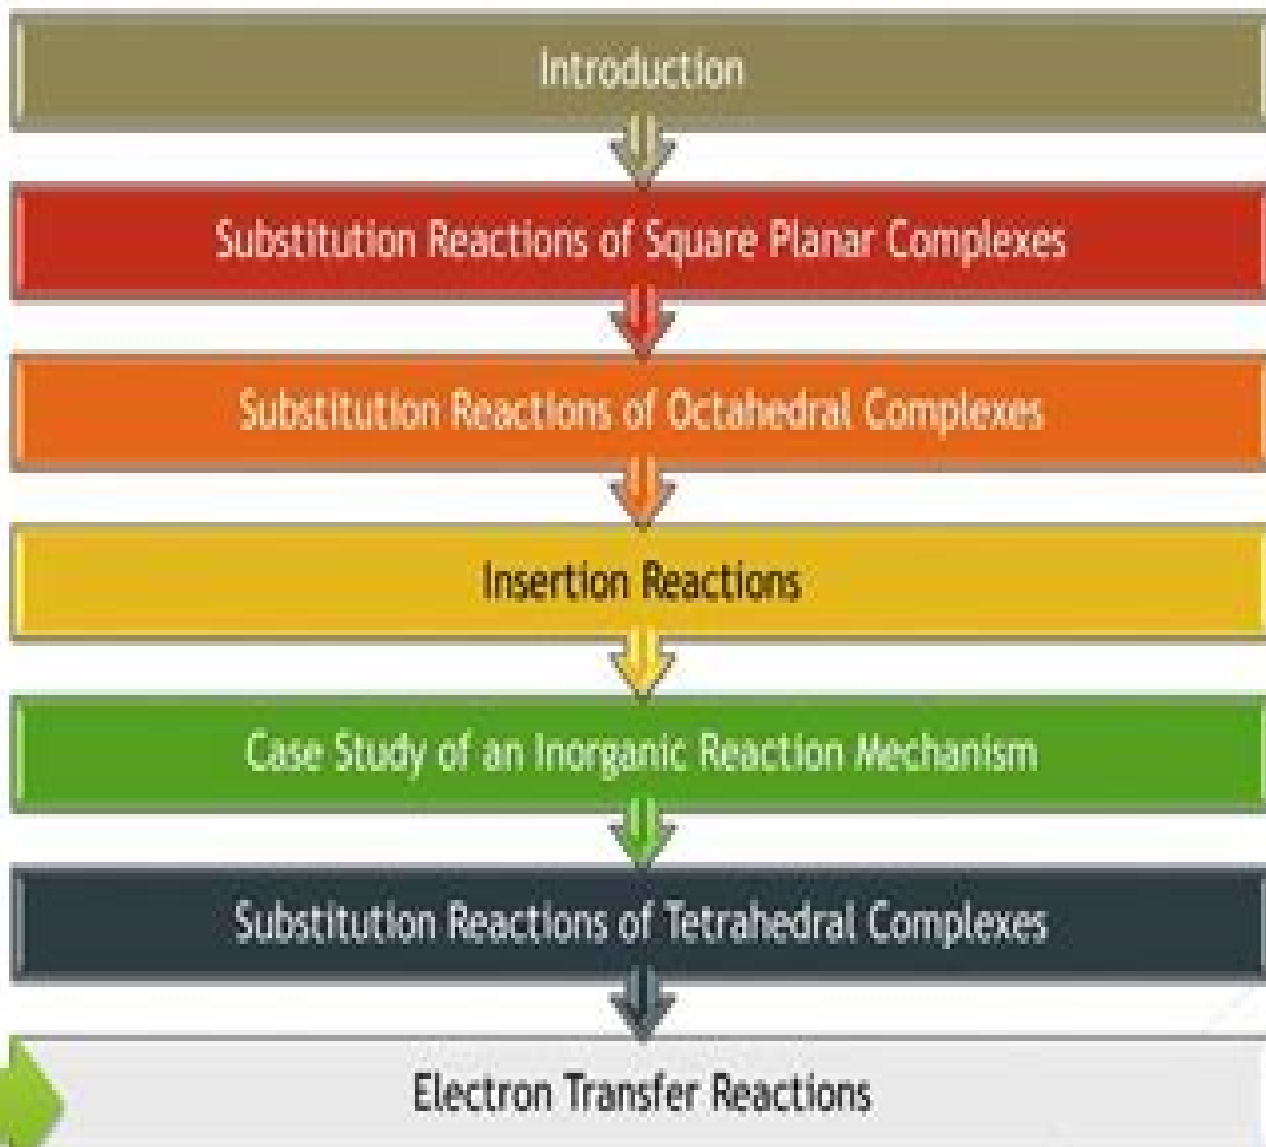 Introduction
Substitution Reactions of Square Planar Complexes
Substitution Reactions of Octahedral Complexes
Insertion Reactions
Case Study of an Inorganic Reaction Mechanism
Substitution Reactions of Tetrahedral Complexes
Electron Transfer Reactions